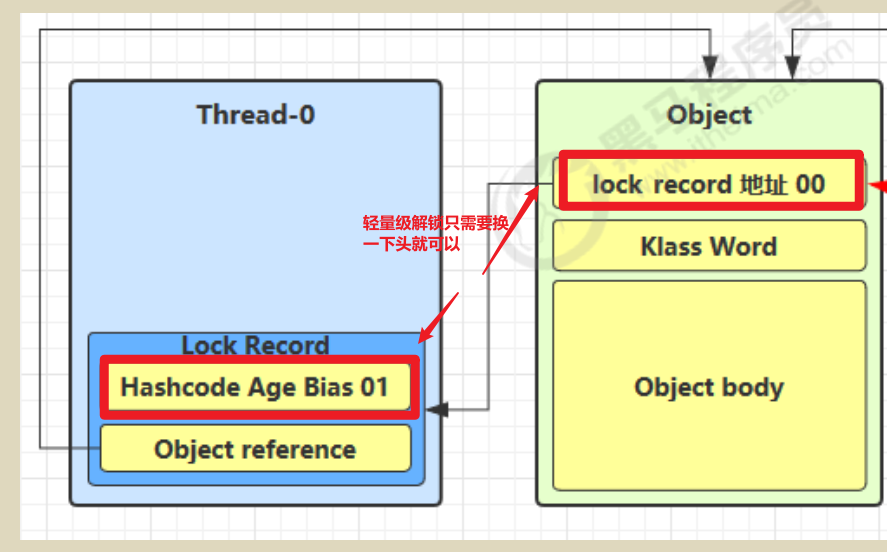 Thread-0
Object
黑马程序员
www.itheima.com
lock record 地址 00
轻量级解锁只需要换
一下头就可以
Klass Word
Lock Record
Hashcode Age Bias 01
Object body
Object reference